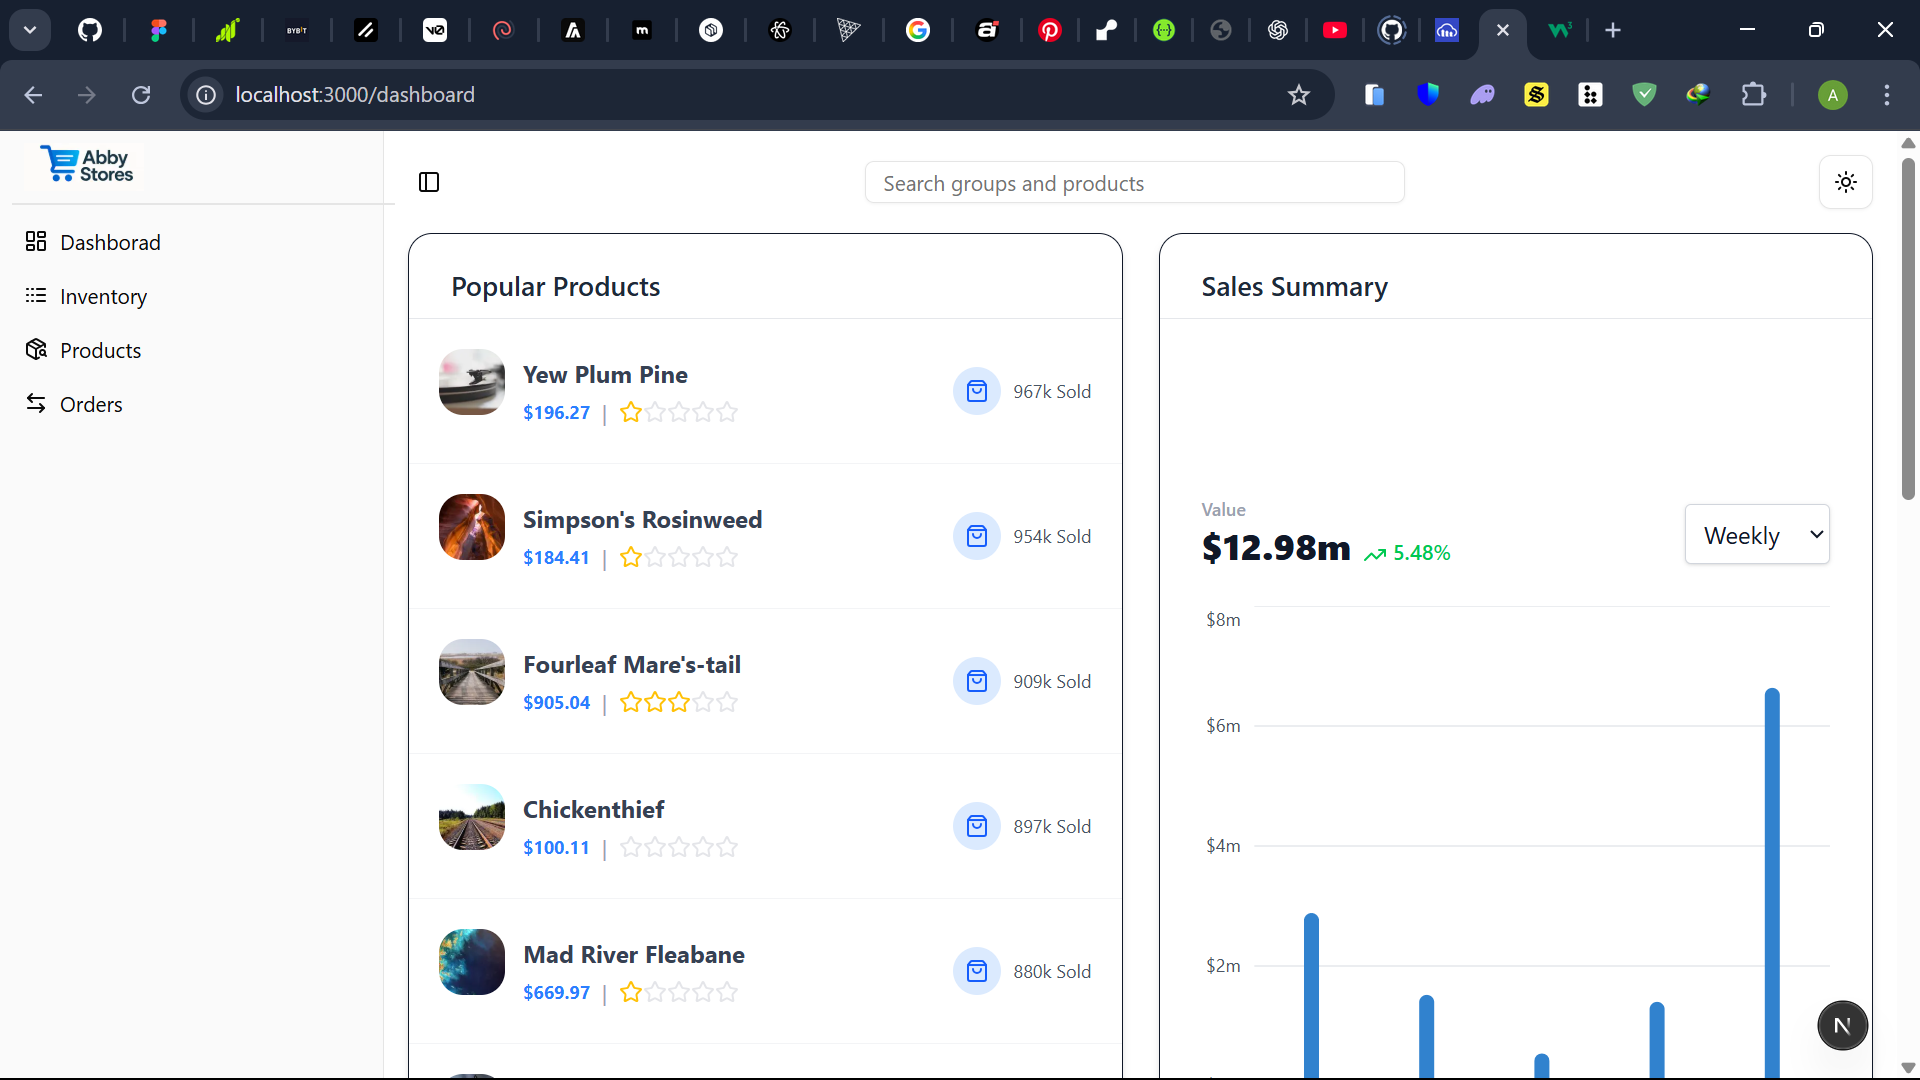 BYBIT
v0
m
G
ai
localhost:3000/dashboard
A
Abby
Stores
Search groups and products
Dashborad
Inventory
Products
Orders
Popular Products
Yew Plum Pine
$196.27 |
967k Sold
Simpson's Rosinweed
$184.41 |
954k Sold
Fourleaf Mare's-tail
$905.04 |
909k Sold
Chickenthief
$100.11 |
897k Sold
Mad River Fleabane
$669.97 |
880k Sold
Sales Summary
Value
$12.98m 5.48%
Weekly
$8m
$6m
$4m
$2m
N